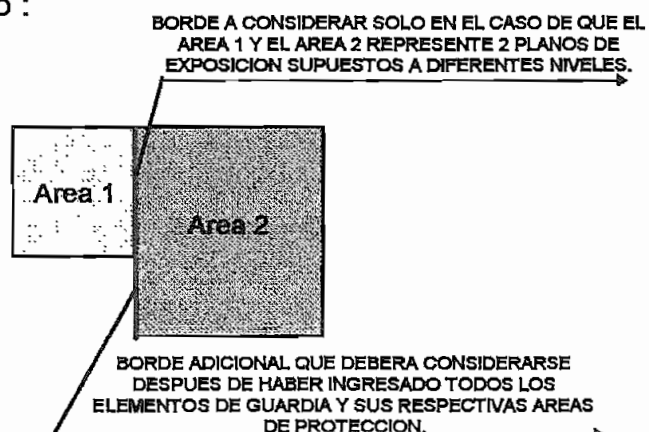 BORDE A CONSIDERAR SOLO EN EL CASO DE QUE EL
AREA 1 Y EL AREA 2 REPRESENTE 2 PLANOS DE
EXPOSICION SUPUESTOS A DIFERENTES NIVELES.
Area 1
Area 2
BORDE ADICIONAL QUE DEBERA CONSIDERARSE
DESPUES DE HABER INGRESADO TODOS LOS
ELEMENTOS DE GUARDIA Y SUS RESPECTIVAS AREAS
DE PROTECCION.